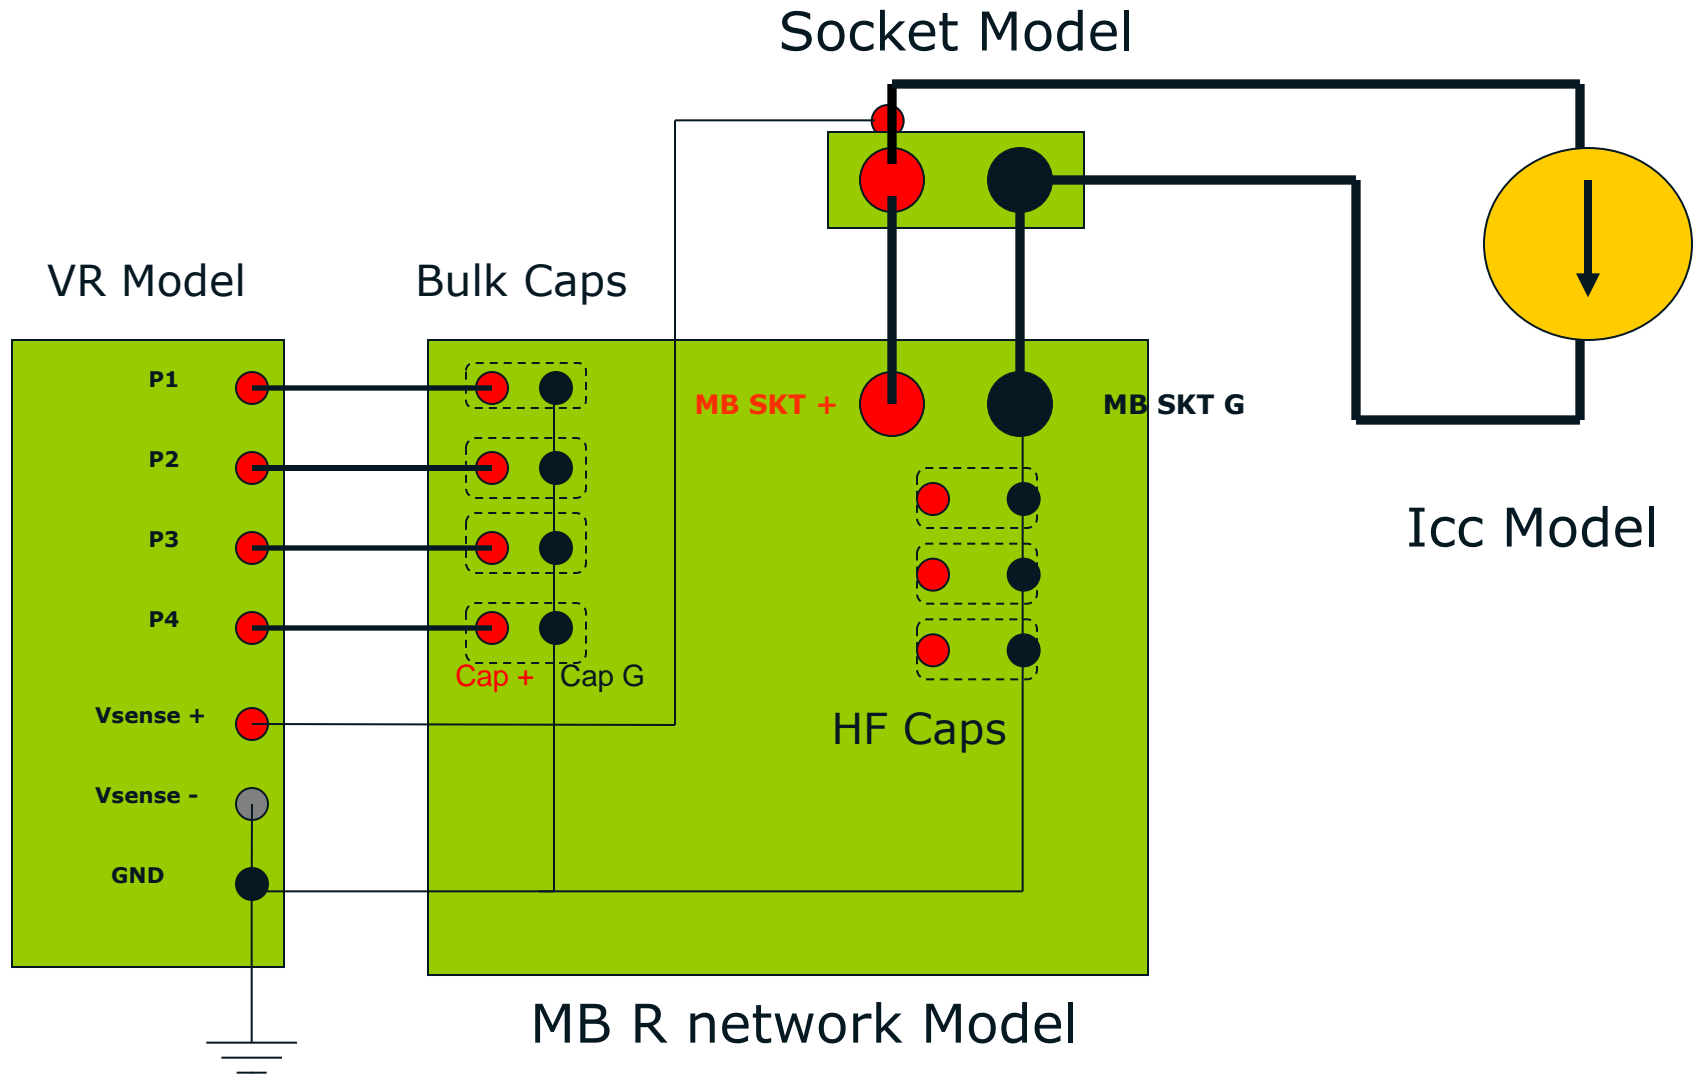 Socket Model
VR Model
Bulk Caps
P1
MB SKT +
MB SKT G
P2
P3
Icc Model
P4
Cap +
Cap G
Vsense +
HF Caps
Vsense -
GND
MB R network Model